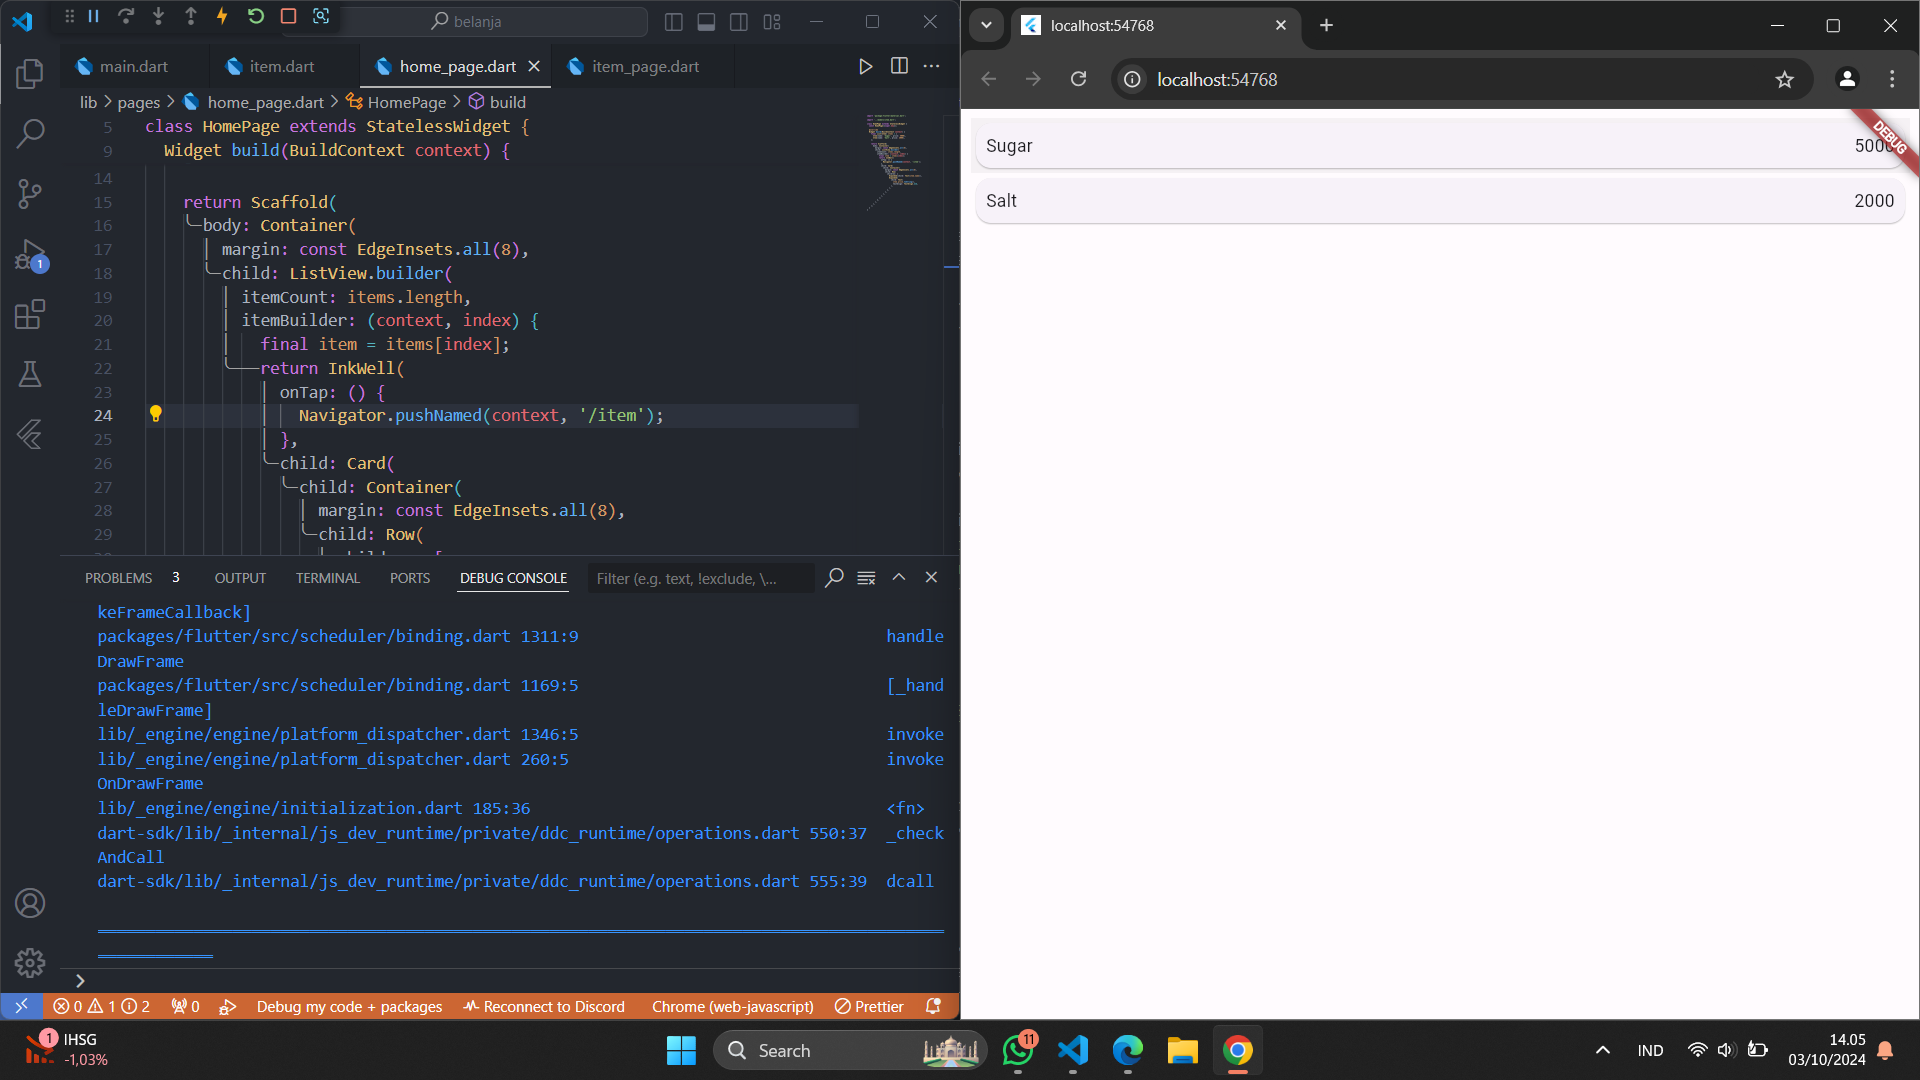 belanja
main.dart
item.dart
home_page.dart
item_page.dart
lib > pages > home_page.dart > HomePage > build
5 class HomePage extends StatelessWidget {
9 Widget build(BuildContext context) {
14
15 return Scaffold(
16 body: Container(
17 margin: const EdgeInsets.all(8),
18 child: ListView.builder(
19 itemCount: items.length,
20 itemBuilder: (context, index) {
21 final item = items[index];
22 return InkWell(
23 onTap: () {
24 Navigator.pushNamed(context, '/item');
25 },
26 child: Card(
27 child: Container(
28 margin: const EdgeInsets.all(8),
29 child: Row(
1
PROBLEMS 3 OUTPUT TERMINAL PORTS DEBUG CONSOLE Filter (e.g. text, !exclude, \...
keFrameCallback]
packages/flutter/src/scheduler/binding.dart 1311:9 handle
DrawFrame
packages/flutter/src/scheduler/binding.dart 1169:5 [_hand
leDrawFrame]
lib/_engine/engine/platform_dispatcher.dart 1346:5 invoke
lib/_engine/engine/platform_dispatcher.dart 260:5 invoke
OnDrawFrame
lib/_engine/engine/initialization.dart 185:36 <fn>
dart-sdk/lib/_internal/js_dev_runtime/private/ddc_runtime/operations.dart 550:37 _check
AndCall
dart-sdk/lib/_internal/js_dev_runtime/private/ddc_runtime/operations.dart 555:39 dcall
0 1 2 0 Debug my code + packages Reconnect to Discord Chrome (web-javascript) Prettier
localhost:54768
localhost:54768
DEBUG
Sugar 5000
Salt 2000
1 IHSG
-1,03%
Search
11
IND
14.05
03/10/2024